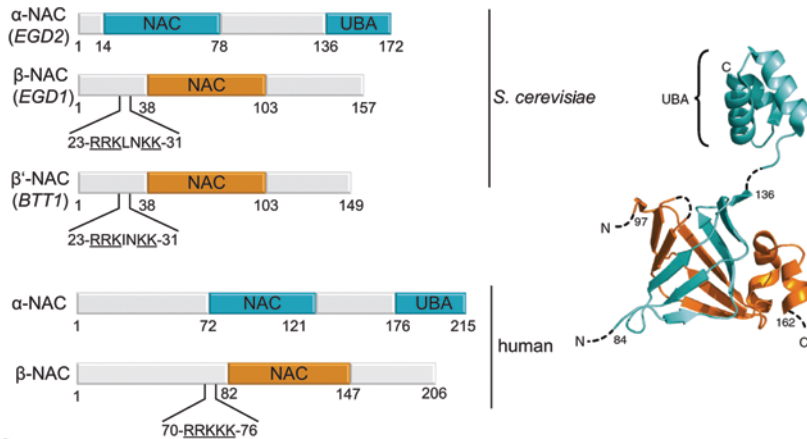 α-NAC
(EGD2)
NAC
UBA
1 14 78 136 172
β-NAC
(EGD1)
NAC
1 38 103 157
23-RRKLNKK-31
β'-NAC
(BTT1)
NAC
38 103 149
23-RRKINKK-31
S. cerevisiae
α-NAC
NAC
UBA
1 72 121 176 215
β-NAC
NAC
1 82 147 206
70-RRKKK-76
human
UBA
C
136
N
97
N
84
162
C